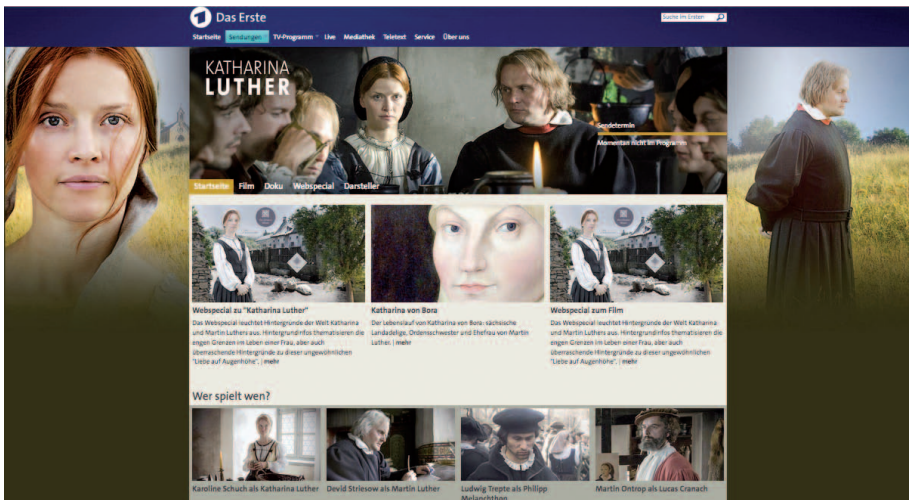 Das Erste
Suche im Ersten
Startseite Sendungen TV-Programm Live Mediathek Teletext Service Über uns
KATHARINA
LUTHER
Sendetermin
Momentan nicht im Programm
Startseite Film Doku Webspecial Darsteller
Webspecial zu "Katharina Luther"
Das Webspecial leuchtet Hintergründe der Welt Katharina
und Martin Luthers aus. Hintergrundinfos thematisieren die
engen Grenzen im Leben einer Frau, aber auch
überraschende Hintergründe zu dieser ungewöhnlichen
"Liebe auf Augenhöhe". | mehr
Katharina von Bora
Der Lebenslauf von Katharina von Bora: sächsische
Landadelige, Ordensschwester und Ehefrau von Martin
Luther. | mehr
Webspecial zum Film
Das Webspecial leuchtet Hintergründe der Welt Katharina
und Martin Luthers aus. Hintergrundinfos thematisieren die
engen Grenzen im Leben einer Frau, aber auch
überraschende Hintergründe zu dieser ungewöhnlichen
"Liebe auf Augenhöhe". | mehr
Wer spielt wen?
Karoline Schuch als Katharina Luther
Devid Striesow als Martin Luther
Ludwig Trepte als Philipp
Melanchthon
Martin Ontrop als Lucas Cranach